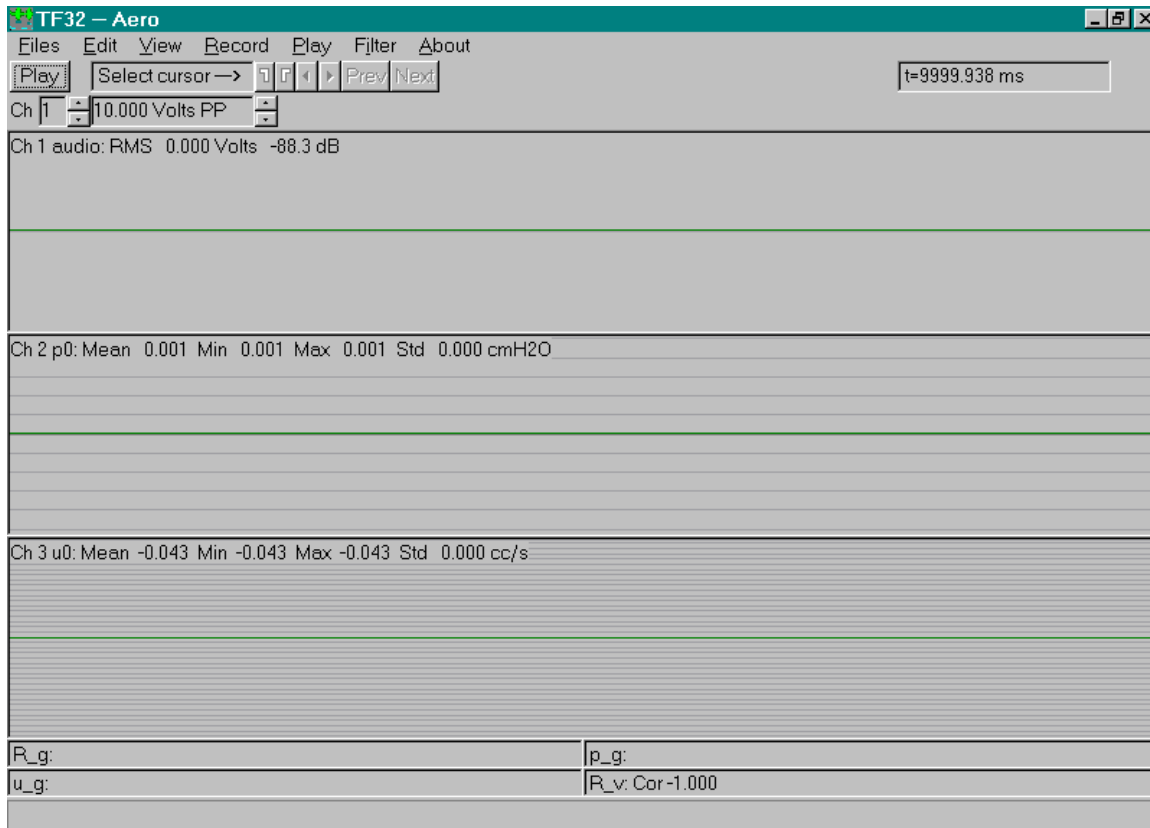 TF32 – Aero
Files Edit View Record Play Filter About
Play Select cursor –> Prev Next t=9999.938 ms
Ch 1 10.000 Volts PP
Ch 1 audio: RMS 0.000 Volts -88.3 dB
Ch 2 p0: Mean 0.001 Min 0.001 Max 0.001 Std 0.000 cmH2O
Ch 3 u0: Mean -0.043 Min -0.043 Max -0.043 Std 0.000 cc/s
R_g: p_g:
u_g: R_v: Cor -1.000